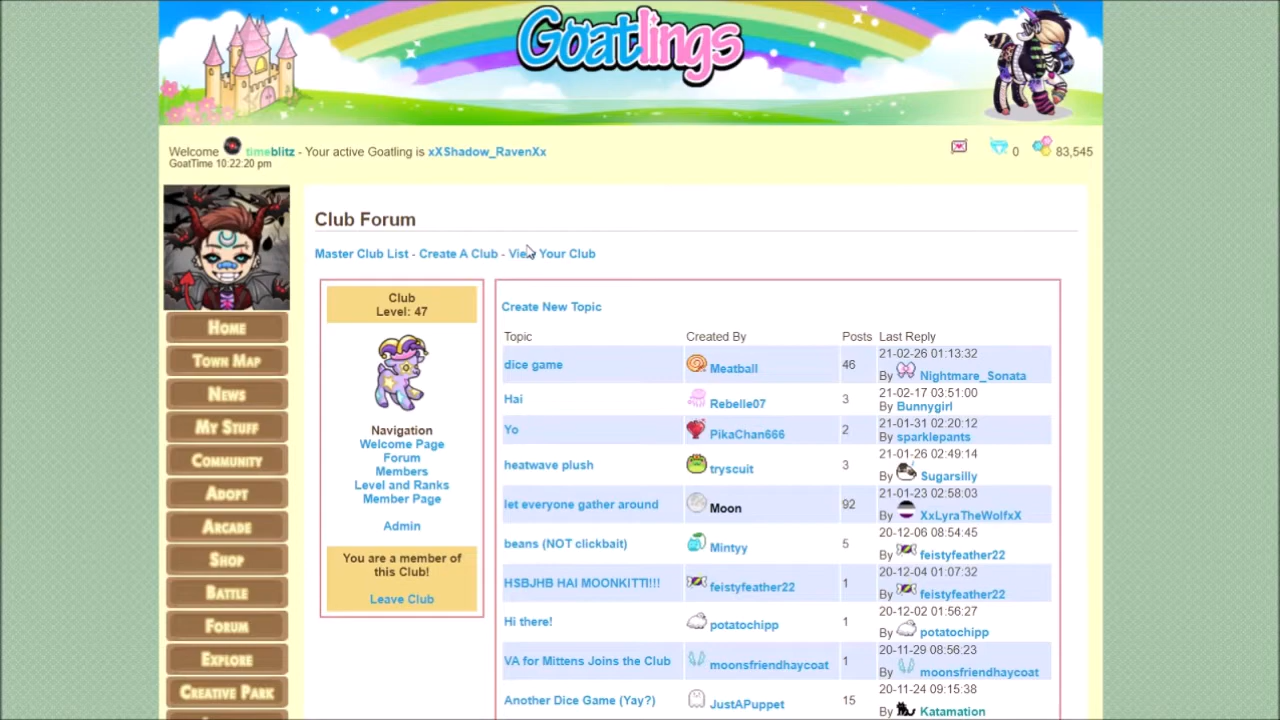 Goatlings
Welcome timeblitz - Your active Goatling is xXShadow_RavenXx
GoatTime 10:22:20 pm
0
83,545
Home
Town Map
News
My Stuff
Community
Adopt
Arcade
Shop
Battle
Forum
Explore
Creative Park
Club Forum
Master Club List - Create A Club - View Your Club
Club
Level: 47
Navigation
Welcome Page
Forum
Members
Level and Ranks
Member Page
Admin
You are a member of
this Club!
Leave Club
Create New Topic
Topic Created By Posts Last Reply
dice game Meatball 46 21-02-26 01:13:32
By Nightmare_Sonata
Hai Rebelle07 3 21-02-17 03:51:00
By Bunnygirl
Yo PikaChan666 2 21-01-31 02:20:12
By sparklepants
heatwave plush tryscuit 3 21-01-26 02:49:14
By Sugarsilly
let everyone gather around Moon 92 21-01-23 02:58:03
By XxLyraTheWolfxX
beans (NOT clickbait) Mintyy 5 20-12-06 08:54:45
By feistyfeather22
HSBJHB HAI MOONKITTI!!! feistyfeather22 1 20-12-04 01:07:32
By feistyfeather22
Hi there! potatochipp 1 20-12-02 01:56:27
By potatochipp
VA for Mittens Joins the Club moonsfriendhaycoat 1 20-11-29 08:56:23
By moonsfriendhaycoat
Another Dice Game (Yay?) JustAPuppet 15 20-11-24 09:15:38
By Katamation